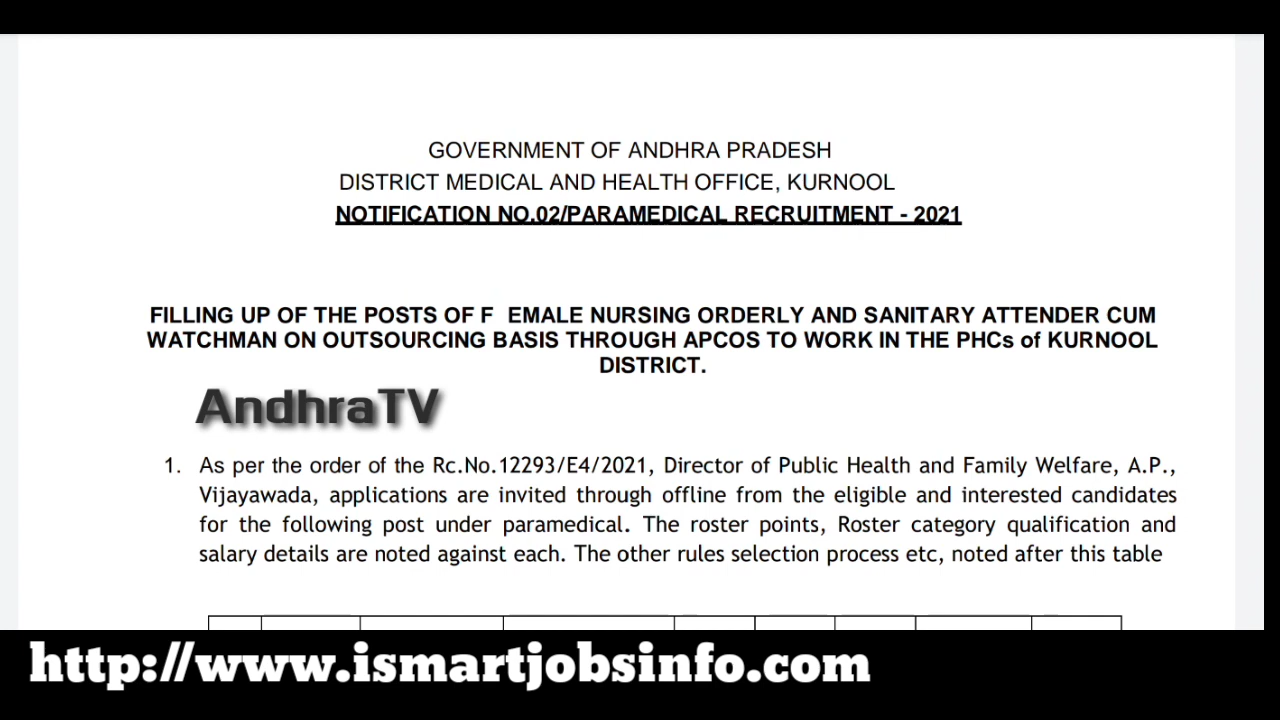 GOVERNMENT OF ANDHRA PRADESH
DISTRICT MEDICAL AND HEALTH OFFICE, KURNOOL
NOTIFICATION NO.02/PARAMEDICAL RECRUITMENT - 2021
FILLING UP OF THE POSTS OF F EMALE NURSING ORDERLY AND SANITARY ATTENDER CUM
WATCHMAN ON OUTSOURCING BASIS THROUGH APCOS TO WORK IN THE PHCs of KURNOOL
DISTRICT.
AndhraTV
1. As per the order of the Rc.No.12293/E4/2021, Director of Public Health and Family Welfare, A.P.,
Vijayawada, applications are invited through offline from the eligible and interested candidates
for the following post under paramedical. The roster points, Roster category qualification and
salary details are noted against each. The other rules selection process etc, noted after this table
http://www.ismartjobsinfo.com